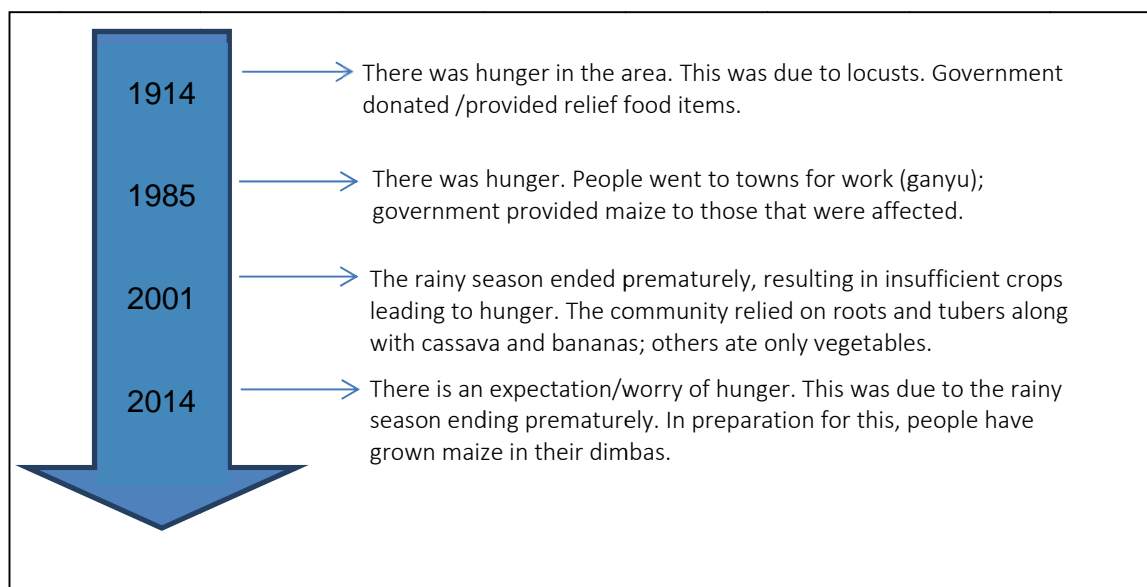 1914
There was hunger in the area. This was due to locusts. Government
donated /provided relief food items.
1985
There was hunger. People went to towns for work (ganyu);
government provided maize to those that were affected.
2001
The rainy season ended prematurely, resulting in insufficient crops
leading to hunger. The community relied on roots and tubers along
with cassava and bananas; others ate only vegetables.
2014
There is an expectation/worry of hunger. This was due to the rainy
season ending prematurely. In preparation for this, people have
grown maize in their dimbas.